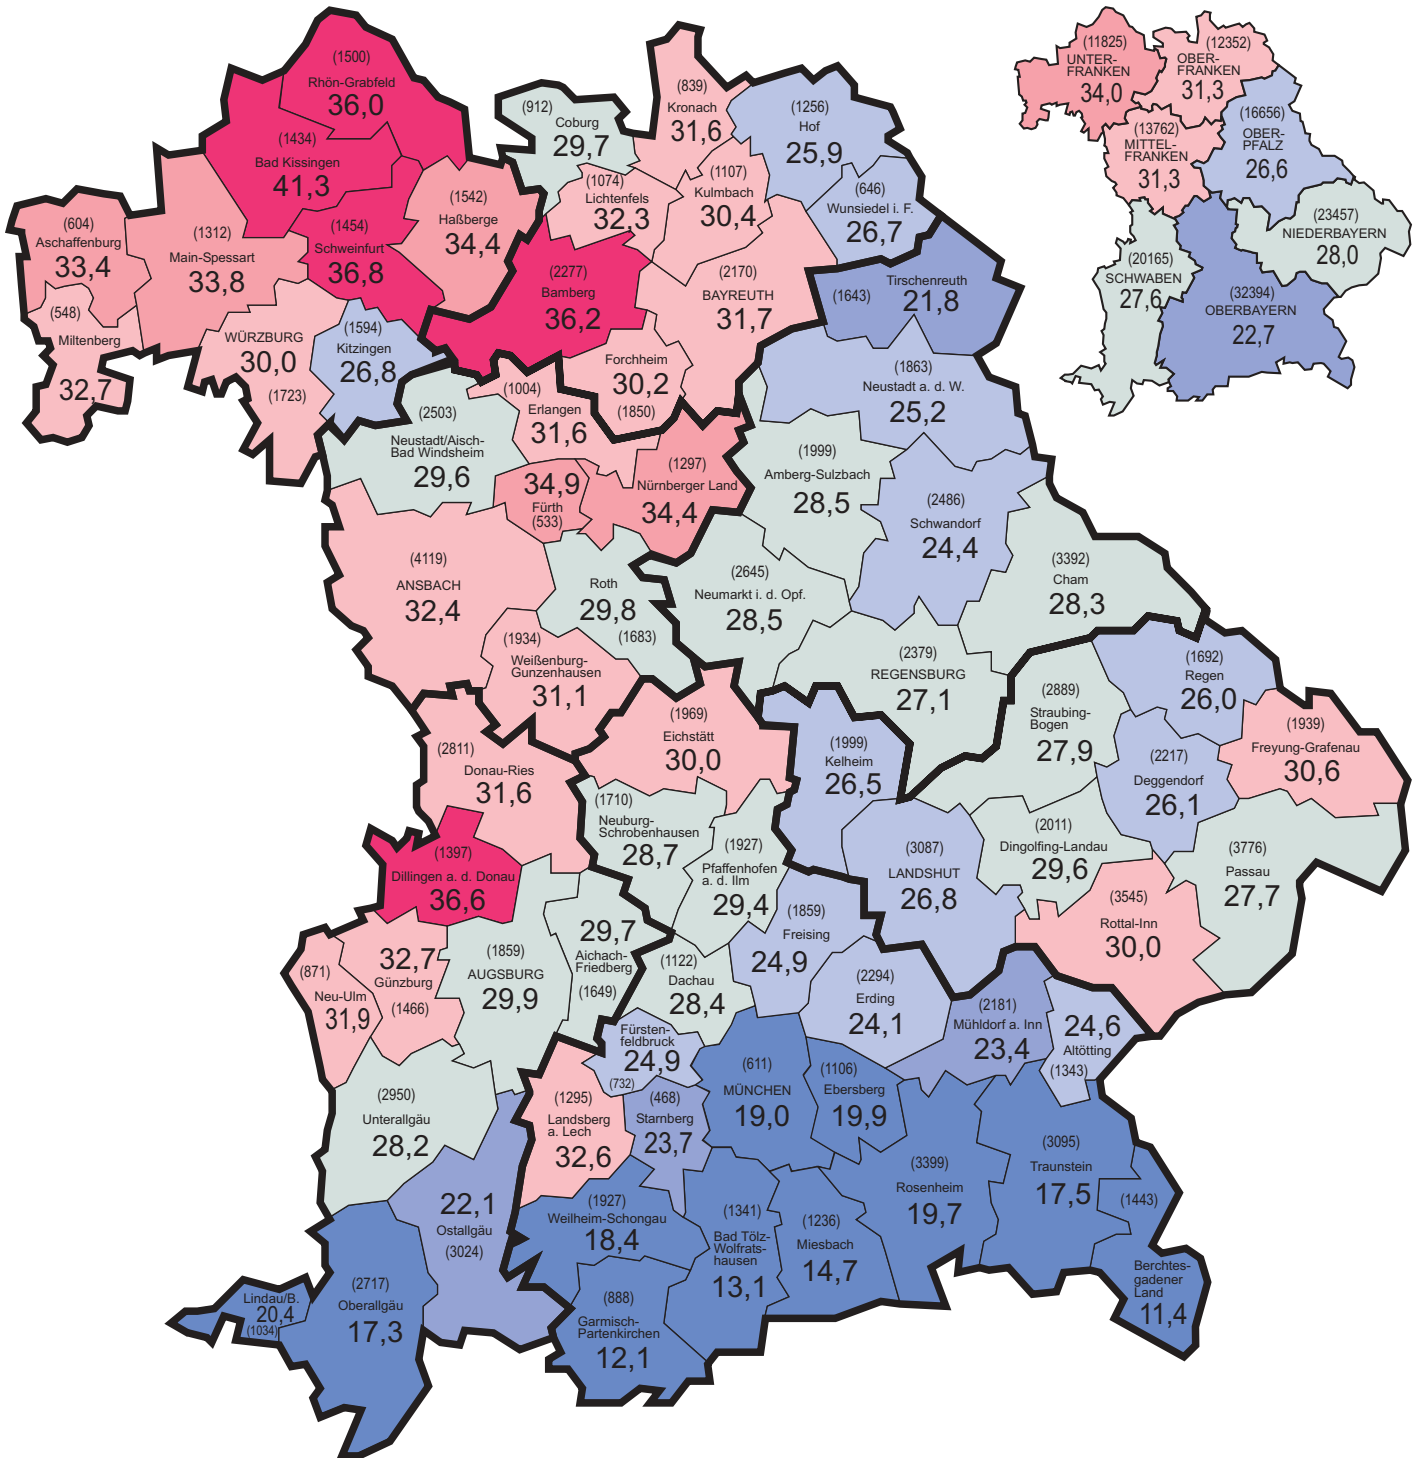 (1500)
Rhön-Grabfeld
36,0
(1434)
Bad Kissingen
41,3
(1454)
Schweinfurt
36,8
(1542)
Haßberge
34,4
(604)
Aschaffenburg
33,4
(1312)
Main-Spessart
33,8
(548)
Miltenberg
32,7
WÜRZBURG
30,0
(1723)
(1594)
Kitzingen
26,8
(912)
Coburg
29,7
(839)
Kronach
31,6
(1256)
Hof
25,9
(1074)
Lichtenfels
32,3
(1107)
Kulmbach
30,4
(646)
Wunsiedel i. F.
26,7
(2277)
Bamberg
36,2
(2170)
BAYREUTH
31,7
Forchheim
30,2
(1850)
Tirschenreuth
(1643)
21,8
(1863)
Neustadt a. d. W.
25,2
(2503)
Neustadt/Aisch-
Bad Windsheim
29,6
(1004)
Erlangen
31,6
34,9
Fürth
(533)
(1297)
Nürnberger Land
34,4
(1999)
Amberg-Sulzbach
28,5
(2486)
Schwandorf
24,4
(4119)
ANSBACH
32,4
Roth
29,8
(1683)
(2645)
Neumarkt i. d. Opf.
28,5
(3392)
Cham
28,3
(1934)
Weißenburg-
Gunzenhausen
31,1
(2379)
REGENSBURG
27,1
(1692)
Regen
26,0
(2889)
Straubing-
Bogen
27,9
(1939)
Freyung-Grafenau
30,6
(2217)
Deggendorf
26,1
(1969)
Eichstätt
30,0
(1999)
Kelheim
26,5
(2811)
Donau-Ries
31,6
(1710)
Neuburg-
Schrobenhausen
28,7
(1927)
Pfaffenhofen
a. d. Ilm
29,4
(3087)
LANDSHUT
26,8
(2011)
Dingolfing-Landau
29,6
(3776)
Passau
27,7
(3545)
Rottal-Inn
30,0
(1397)
Dillingen a. d. Donau
36,6
(1859)
AUGSBURG
29,9
29,7
Aichach-
Friedberg
(1649)
(1859)
Freising
24,9
(871)
Neu-Ulm
31,9
32,7
Günzburg
(1466)
(1122)
Dachau
28,4
(2294)
Erding
24,1
(2181)
Mühldorf a. Inn
23,4
24,6
Altötting
(1343)
Fürsten-
feldbruck
24,9
(732)
(611)
MÜNCHEN
19,0
(1106)
Ebersberg
19,9
(2950)
Unterallgäu
28,2
(1295)
Landsberg
a. Lech
32,6
(468)
Starnberg
23,7
(3399)
Rosenheim
19,7
(3095)
Traunstein
17,5
(1443)
Berchtes-
gadener
Land
11,4
22,1
Ostallgäu
(3024)
(1927)
Weilheim-Schongau
18,4
(1341)
Bad Tölz-
Wolfrats-
hausen
13,1
(1236)
Miesbach
14,7
Lindau/B.
20,4
(1034)
(2717)
Oberallgäu
17,3
(888)
Garmisch-
Partenkirchen
12,1
(11825)
UNTER-
FRANKEN
34,0
(12352)
OBER-
FRANKEN
31,3
(13762)
MITTEL-
FRANKEN
31,3
(16656)
OBER-
PFALZ
26,6
(23457)
NIEDERBAYERN
28,0
(20165)
SCHWABEN
27,6
(32394)
OBERBAYERN
22,7